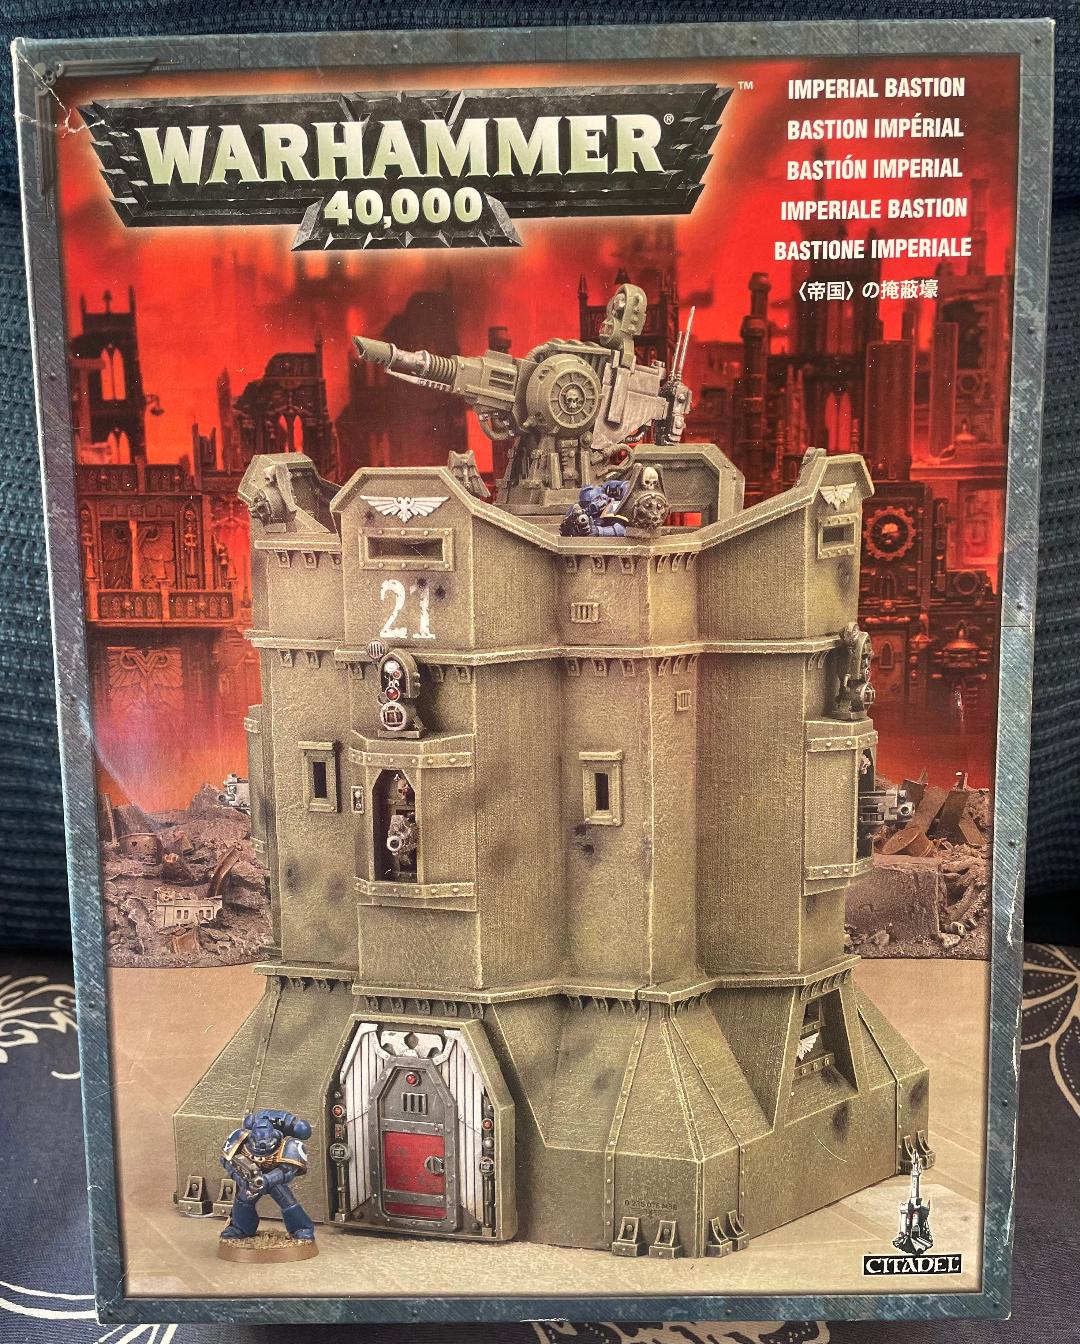 WARHAMMER®
40,000
™
IMPERIAL BASTION
BASTION IMPÉRIAL
BASTIÓN IMPERIAL
IMPERIALE BASTION
BASTIONE IMPERIALE
〈帝国〉の掩蔽壕
21
CITADEL